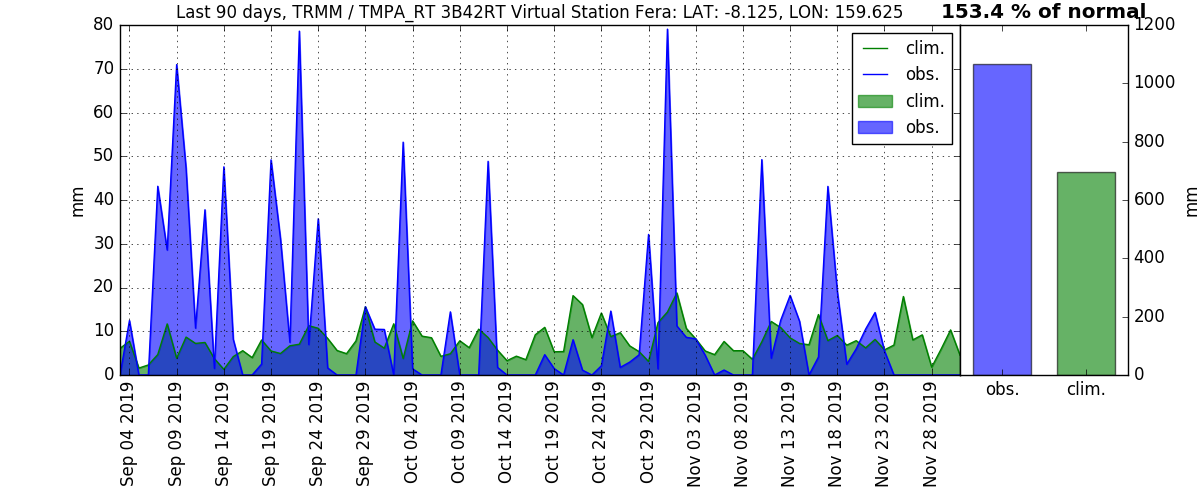 Last 90 days, TRMM / TMPA_RT 3B42RT Virtual Station Fera: LAT: -8.125, LON: 159.625
153.4 % of normal
80
70
60
50
40
30
20
10
0
mm
clim.
obs.
clim.
obs.
Sep 04 2019
Sep 09 2019
Sep 14 2019
Sep 19 2019
Sep 24 2019
Sep 29 2019
Oct 04 2019
Oct 09 2019
Oct 14 2019
Oct 19 2019
Oct 24 2019
Oct 29 2019
Nov 03 2019
Nov 08 2019
Nov 13 2019
Nov 18 2019
Nov 23 2019
Nov 28 2019
1200
1000
800
600
400
200
0
mm
obs.
clim.